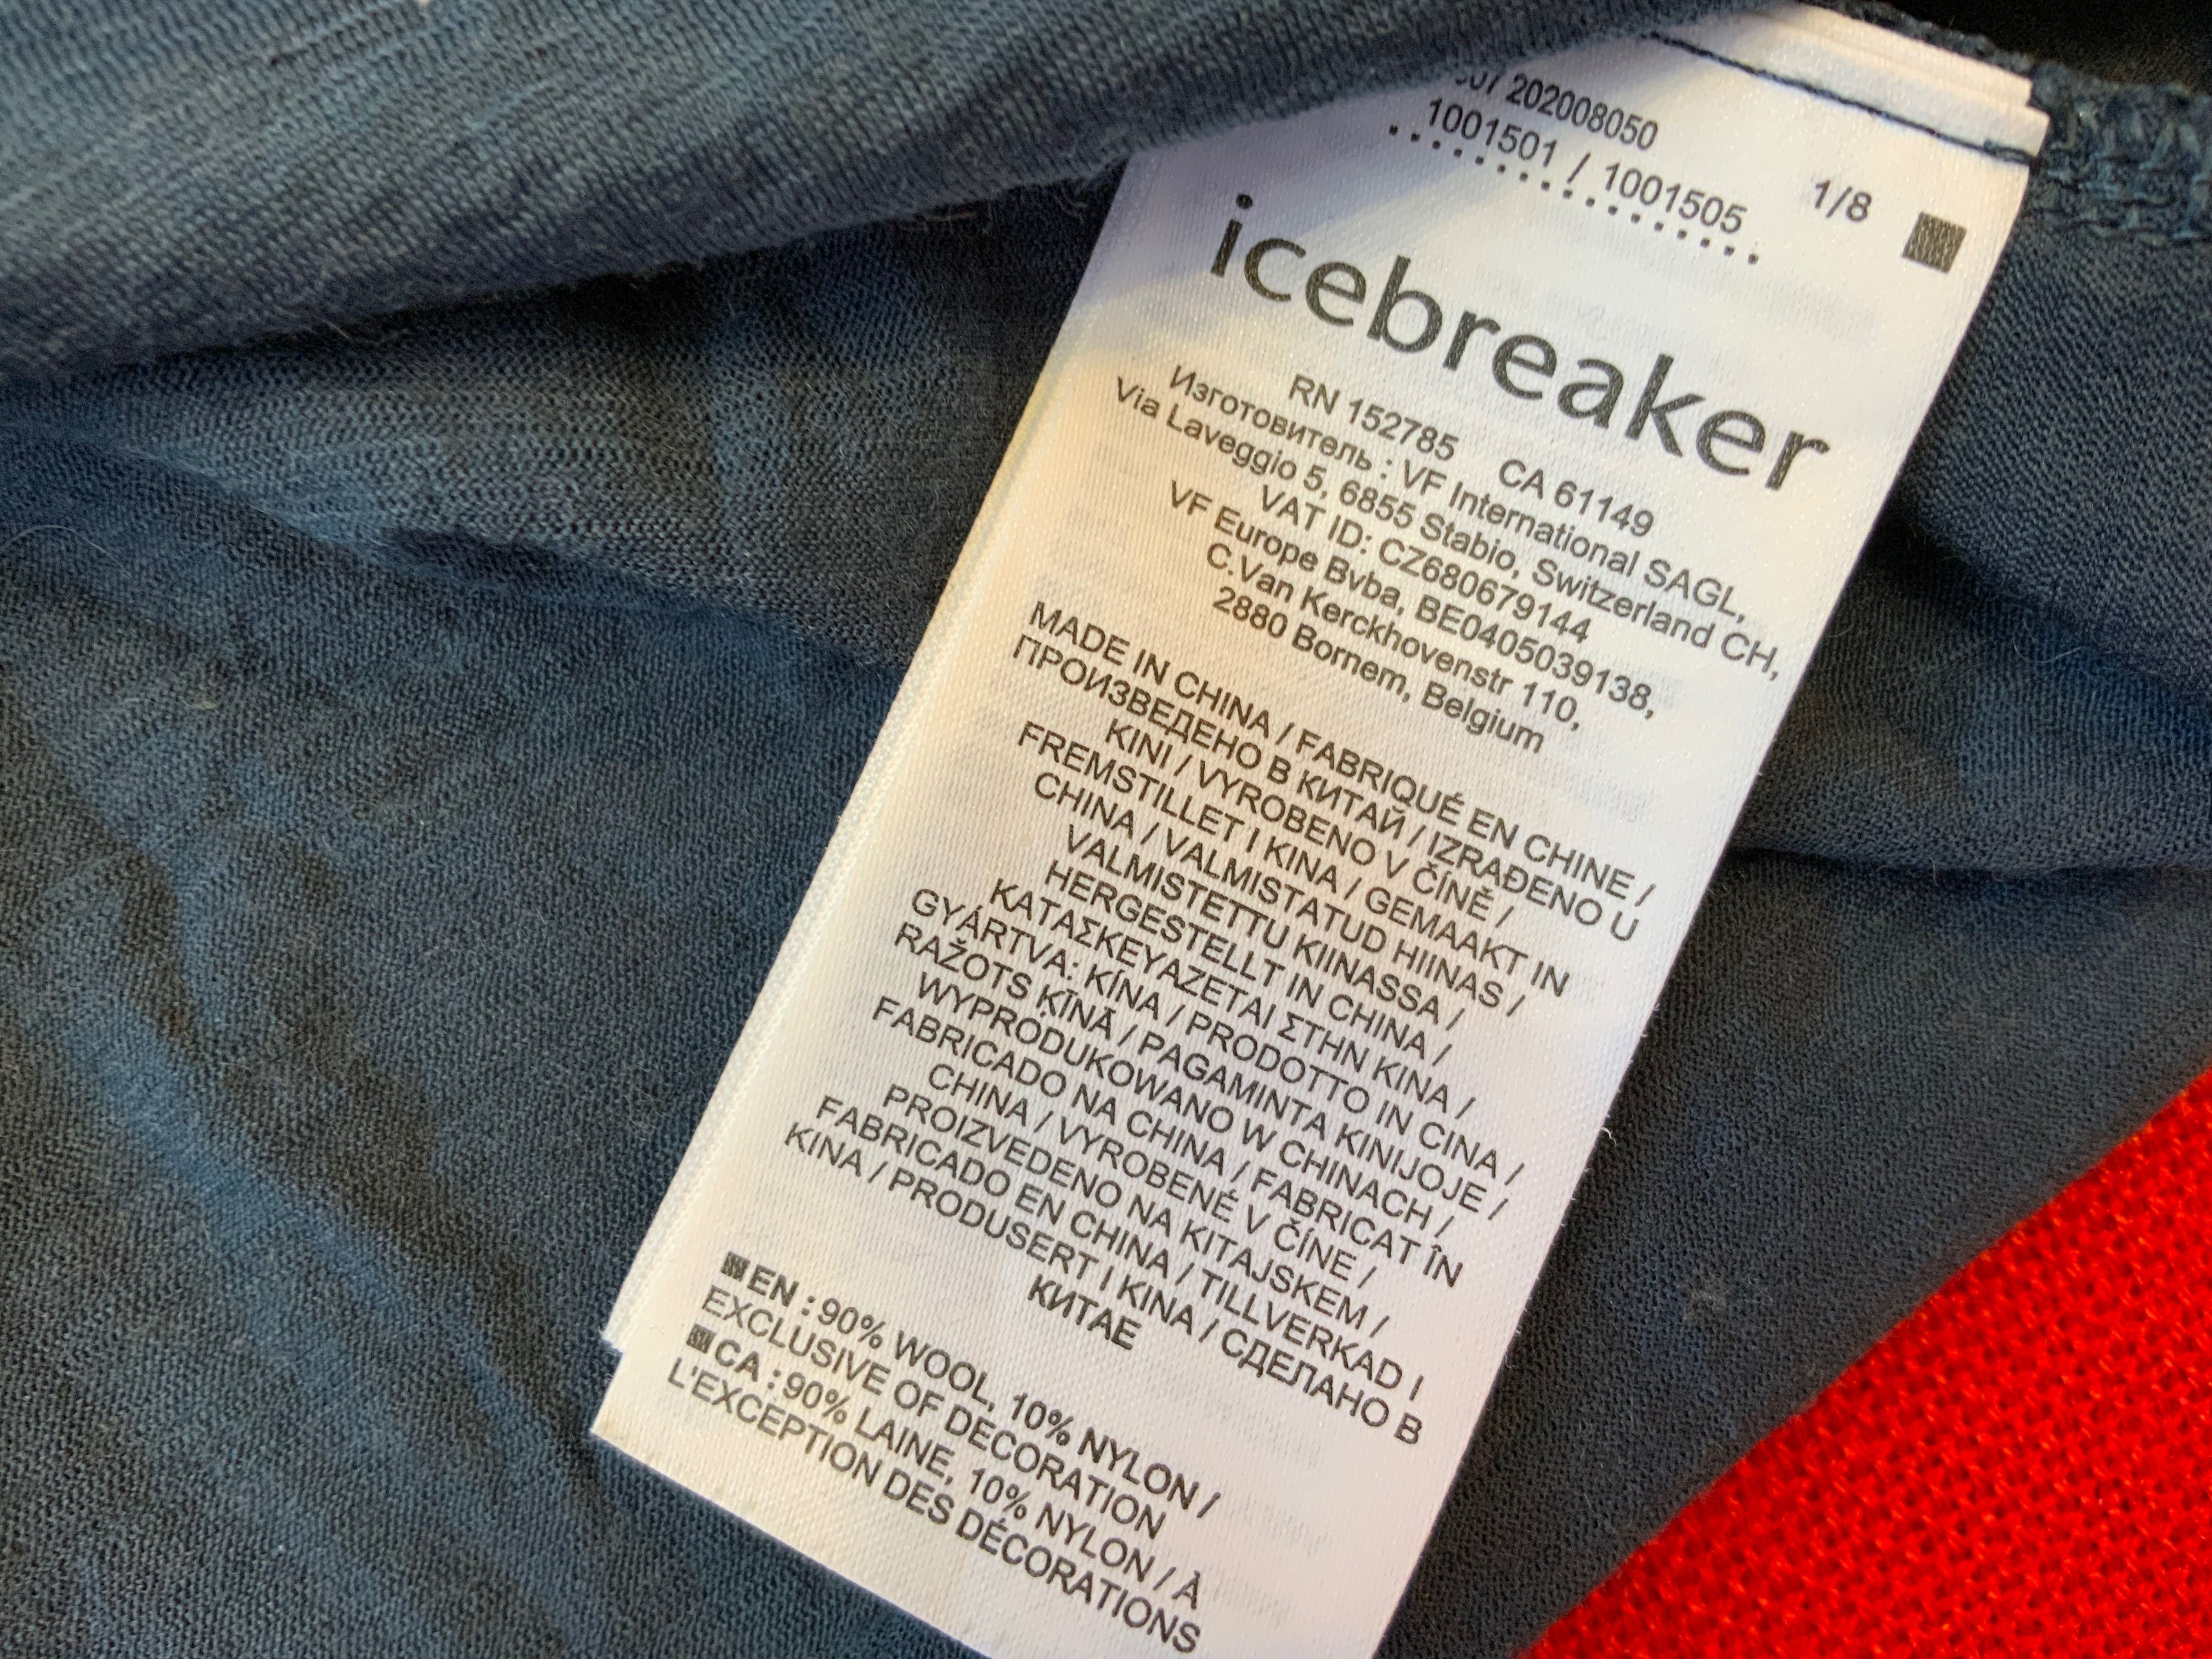 202008050
1001501 / 1001505
1/8
icebreaker
RN 152785 CA 61149
Изготовитель : VF International SAGL,
Via Laveggio 5, 6855 Stabio, Switzerland CH,
VAT ID: CZ680679144
VF Europe Bvba, BE0405039138,
C.Van Kerckhovenstr 110,
2880 Bornem, Belgium
MADE IN CHINA / FABRIQUÉ EN CHINE /
ПРОИЗВЕДЕНО В КИТАЙ / IZRAĐENO U
KINI / VYROBENO V ČÍNĚ /
FREMSTILLET I KINA / GEMAAKT IN
CHINA / VALMISTATUD HIINAS /
VALMISTETTU KIINASSA /
HERGESTELLT IN CHINA /
ΚΑΤΑΣΚΕΥΑΖΕΤΑΙ ΣΤΗΝ ΚΙΝΑ /
GYÁRTVA: KÍNA / PRODOTTO IN CINA /
RAŽOTS ĶĪNĀ / PAGAMINTA KINIJOJE /
WYPRODUKOWANO W CHINACH /
FABRICADO NA CHINA / FABRICAT ÎN
CHINA / VYROBENÉ V ČÍNE /
PROIZVEDENO NA KITAJSKEM /
FABRICADO EN CHINA / TILLVERKAD I
KINA / PRODUSERT I KINA / СДЕЛАНО В
КИТАЕ
EN : 90% WOOL, 10% NYLON /
EXCLUSIVE OF DECORATION
CA : 90% LAINE, 10% NYLON / À
L'EXCEPTION DES DÉCORATIONS